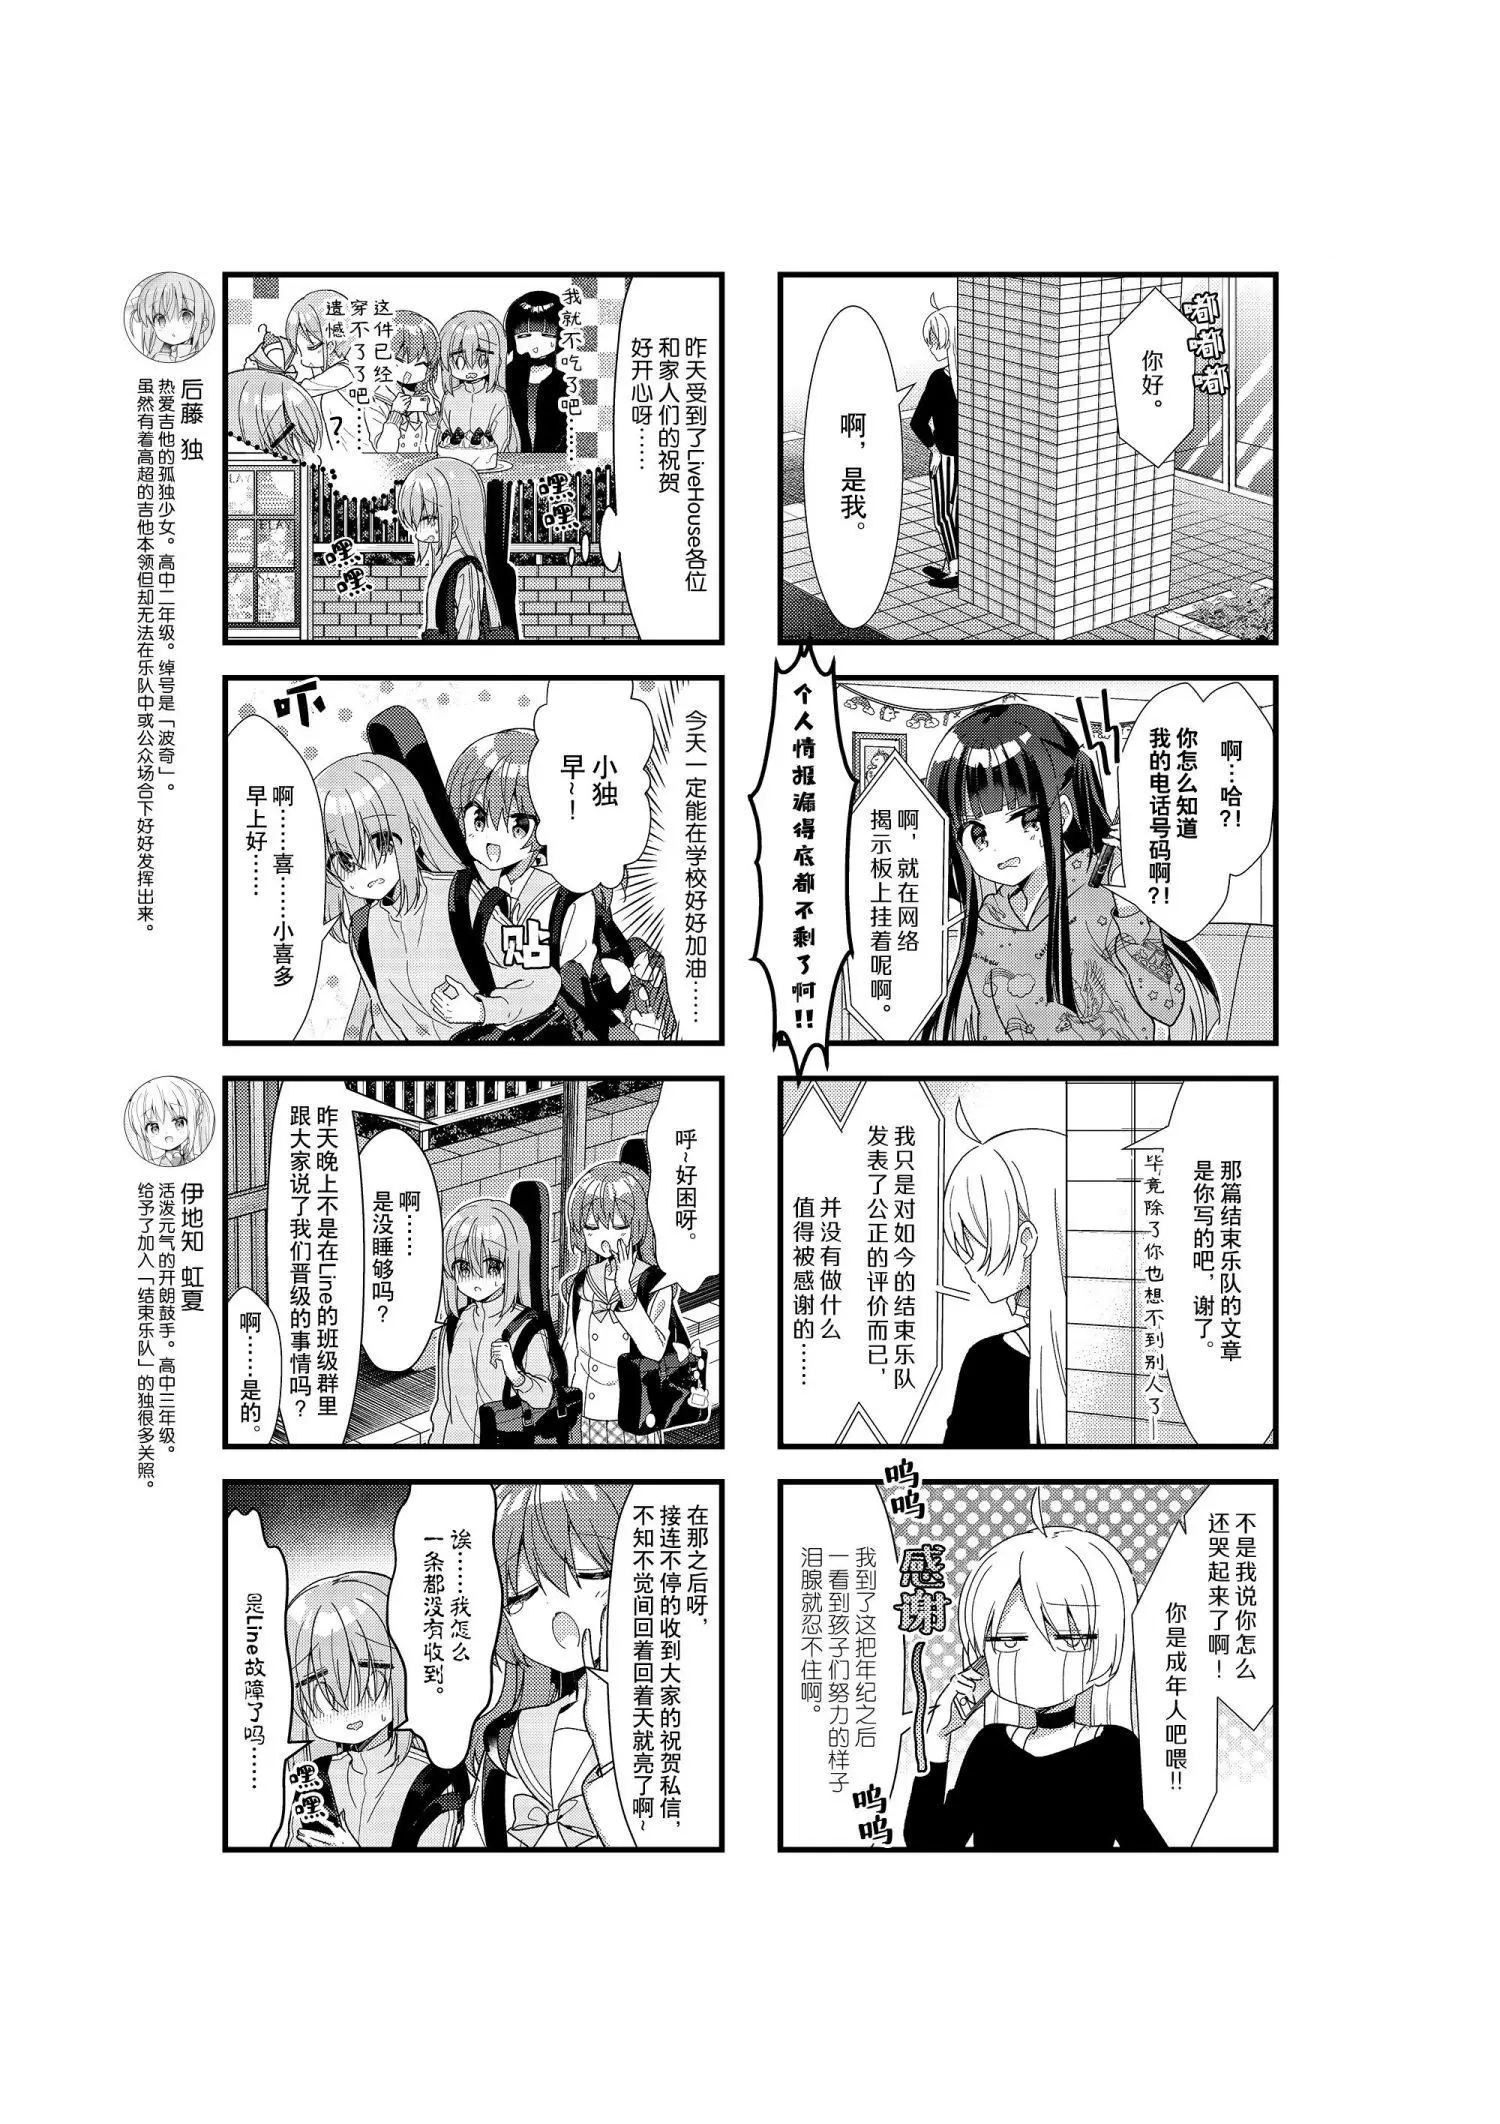 嘟嘟嘟
你好。
啊，是我。
啊…哈?!
你怎么知道
我的电话号码啊?!
啊，就在网络
揭示板上挂着呢啊。
个人情报漏得底都不剩了啊!!
那篇结束乐队的文章
是你写的吧，谢了。
毕竟除了你也想不到别人了—
我只是对如今的结束乐队
发表了公正的评价而已，
并没有做什么
值得被感谢的……
不是我说你怎么
还哭起来了啊！
你是成年人吧喂!!
呜呜
感谢
我到了这把年纪之后
一看到孩子们努力的样子
泪腺就忍不住啊。
呜呜
昨天受到了LiveHouse各位
和家人们的祝贺
好开心呀……
我就不吃了吧……
这件已经
穿不了了吧……
遗憾
?
嘿嘿
嘿嘿
今天一定能在学校好好加油……
小独
早~!
贴
吓
啊……喜……小喜多
早上好……
呼~好困呀。
啊……
是没睡够吗？
昨天晚上不是在Line的班级群里
跟大家说了我们晋级的事情吗？
啊……是的。
在那之后呀，
接连不停的收到大家的祝贺私信，
不知不觉间回着回着天就亮了啊~
诶……我怎么
一条都没有收到。
是Line故障了吗……
嘿嘿
后藤 独
热爱吉他的孤独少女。高中二年级。绰号是「波奇」。
虽然有着高超的吉他本领但却无法在乐队中或公众场合下好好发挥出来。
伊地知 虹夏
活泼元气的开朗鼓手。高中三年级。
给予了加入「结束乐队」的独很多关照。